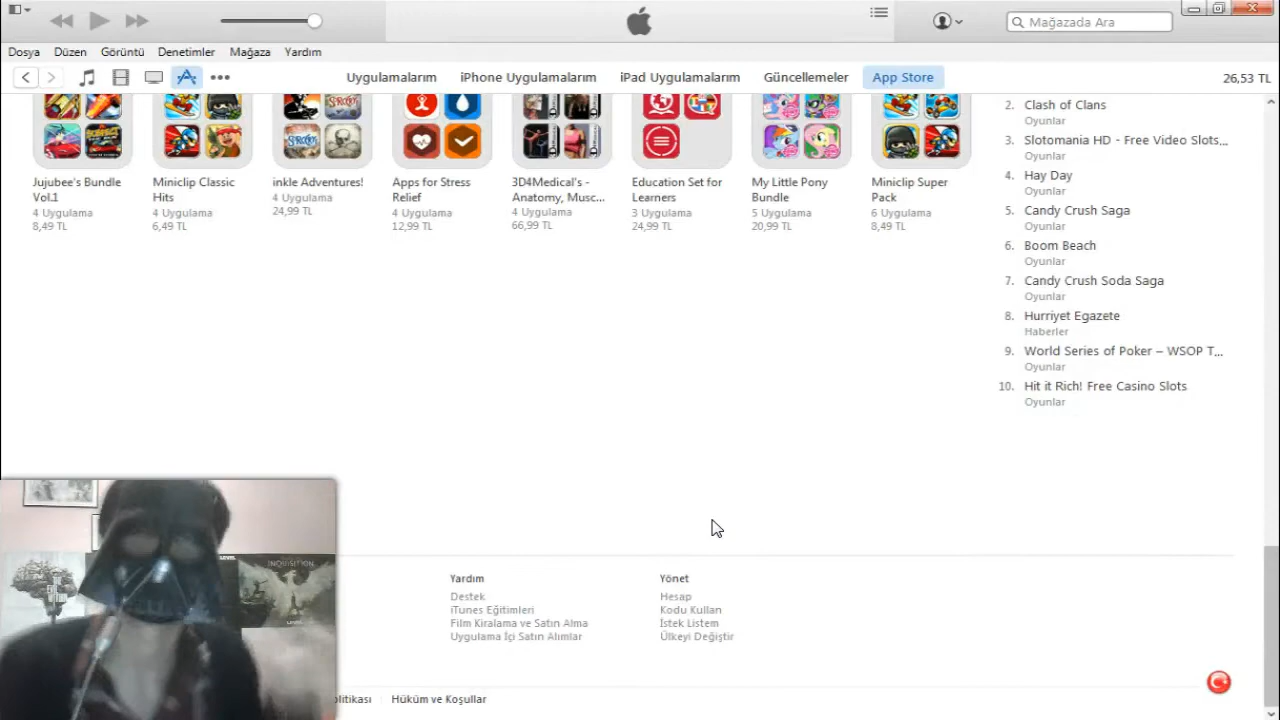 Mağazada Ara
Dosya Düzen Görüntü Denetimler Mağaza Yardım
Uygulamalarım iPhone Uygulamalarım iPad Uygulamalarım Güncellemeler App Store 26,53 TL
Jujubee's Bundle Vol.1
4 Uygulama
8,49 TL
Miniclip Classic Hits
4 Uygulama
6,49 TL
inkle Adventures!
4 Uygulama
24,99 TL
Apps for Stress Relief
4 Uygulama
12,99 TL
3D4Medical's - Anatomy, Musc...
4 Uygulama
66,99 TL
Education Set for Learners
3 Uygulama
24,99 TL
My Little Pony Bundle
5 Uygulama
20,99 TL
Miniclip Super Pack
6 Uygulama
8,49 TL
2. Clash of Clans
Oyunlar
3. Slotomania HD - Free Video Slots...
Oyunlar
4. Hay Day
Oyunlar
5. Candy Crush Saga
Oyunlar
6. Boom Beach
Oyunlar
7. Candy Crush Soda Saga
Oyunlar
8. Hurriyet Egazete
Haberler
9. World Series of Poker – WSOP T...
Oyunlar
10. Hit it Rich! Free Casino Slots
Oyunlar
LEVEL
INQUISITION
Yardım
Destek
iTunes Eğitimleri
Film Kiralama ve Satın Alma
Uygulama İçi Satın Alımlar
Yönet
Hesap
Kodu Kullan
İstek Listem
Ülkeyi Değiştir
olitikası Hüküm ve Koşullar